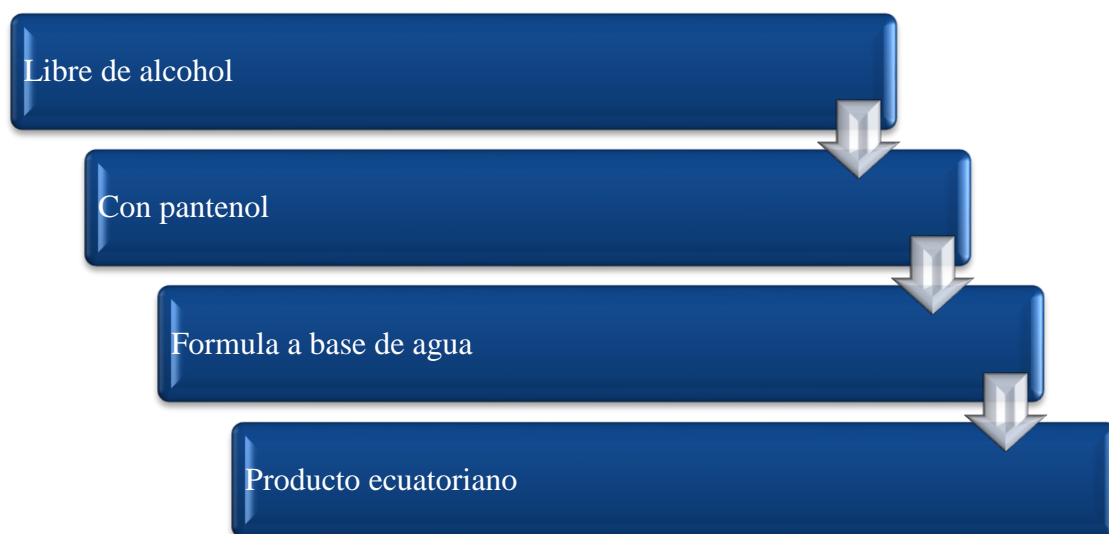 Libre de alcohol
Con pantenol
Formula a base de agua
Producto ecuatoriano